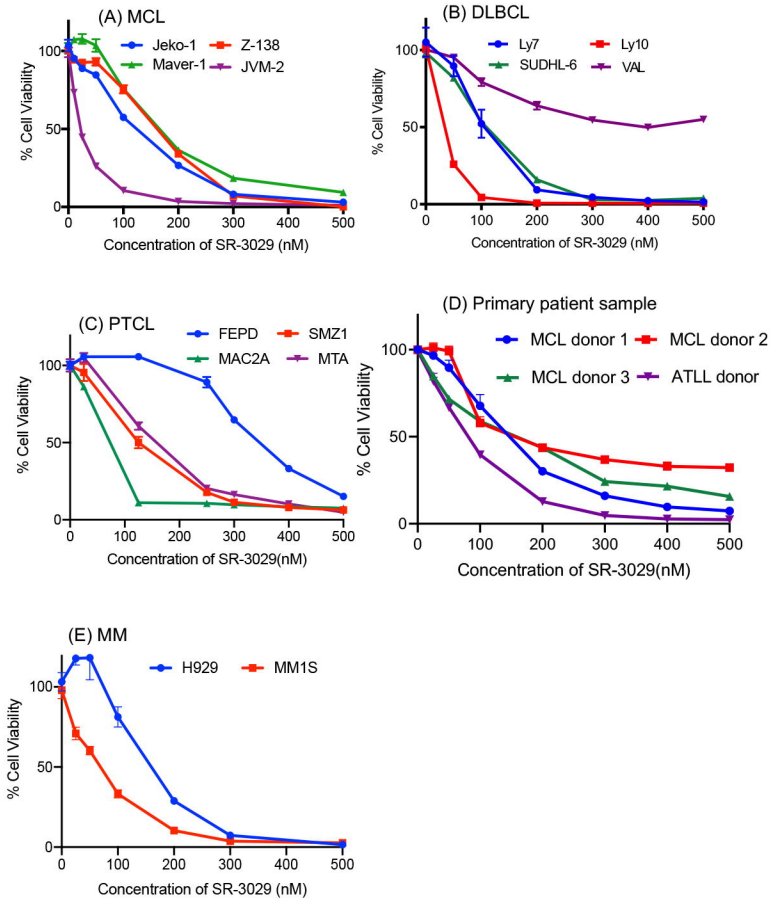 (A) MCL
Jeko-1 Z-138
Maver-1 JVM-2
% Cell Viability
100
50
0
0 100 200 300 400 500
Concentration of SR-3029 (nM)
(B) DLBCL
Ly7 Ly10
SUDHL-6 VAL
% Cell Viability
100
50
0
0 100 200 300 400 500
Concentration of SR-3029 (nM)
(C) PTCL
FEPD SMZ1
MAC2A MTA
% Cell Viability
100
50
0
0 100 200 300 400 500
Concentration of SR-3029(nM)
(D) Primary patient sample
MCL donor 1 MCL donor 2
MCL donor 3 ATLL donor
% Cell Viability
100
50
0
0 100 200 300 400 500
Concentration of SR-3029(nM)
(E) MM
H929 MM1S
% Cell Viability
100
50
0
0 100 200 300 400 500
Concentration of SR-3029 (nM)